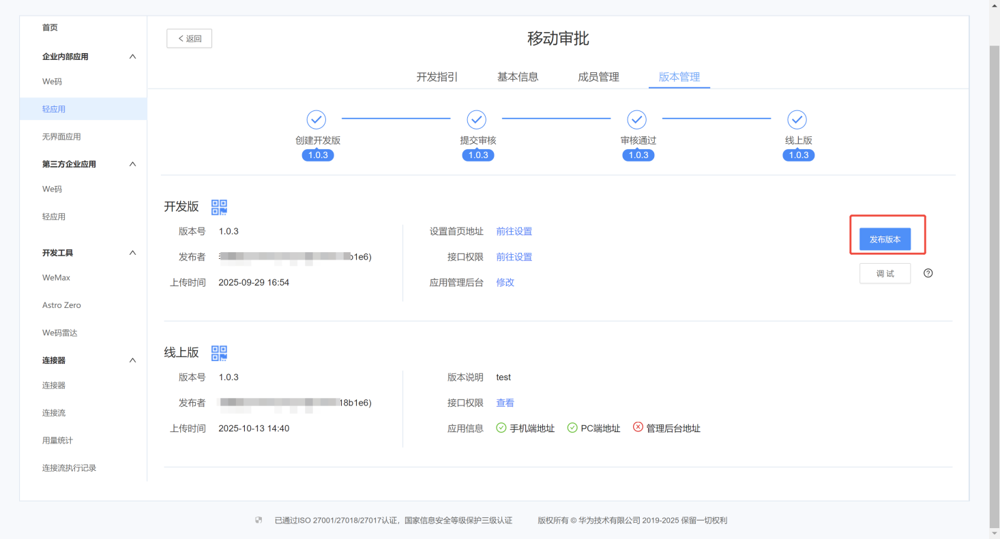 首页
企业内部应用
We码
轻应用
无界面应用
第三方企业应用
We码
轻应用
开发工具
WeMax
Astro Zero
We码雷达
连接器
连接器
连接流
用量统计
连接流执行记录
返回
移动审批
开发指引 基本信息 成员管理 版本管理
创建开发版 提交审核 审核通过 线上版
1.0.3 1.0.3 1.0.3 1.0.3
开发版
版本号 1.0.3 设置首页地址 前往设置
发布者 b1e6) 接口权限 前往设置
上传时间 2025-09-29 16:54 应用管理后台 修改
发布版本
调 试
线上版
版本号 1.0.3 版本说明 test
发布者 18b1e6) 接口权限 查看
上传时间 2025-10-13 14:40 应用信息 手机端地址 PC端地址 管理后台地址
已通过ISO 27001/27018/27017认证，国家信息安全等级保护三级认证 版权所有 © 华为技术有限公司 2019-2025 保留一切权利